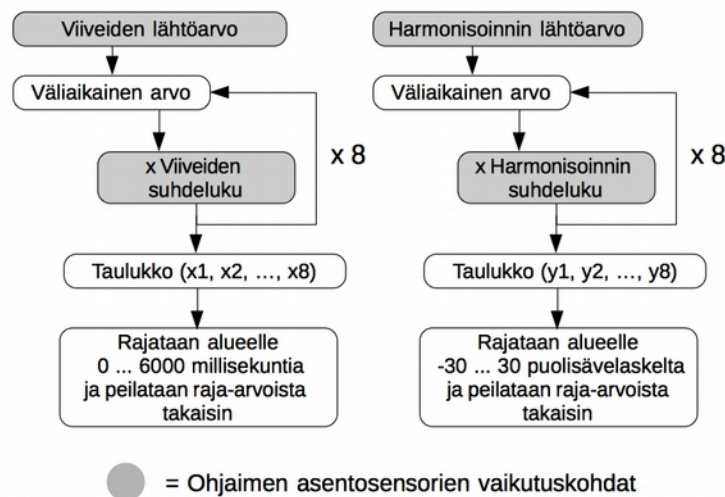 Viiveiden lähtöarvo
Väliaikainen arvo
x 8
x Viiveiden
suhdeluku
Taulukko (x1, x2, ..., x8)
Rajataan alueelle
0 ... 6000 millisekuntia
ja peilataan raja-arvoista
takaisin
Harmonisoinnin lähtöarvo
Väliaikainen arvo
x 8
x Harmonisoinnin
suhdeluku
Taulukko (y1, y2, ..., y8)
Rajataan alueelle
-30 ... 30 puolisävelaskelta
ja peilataan raja-arvoista
takaisin
= Ohjaimen asentosensorien vaikutuskohdat